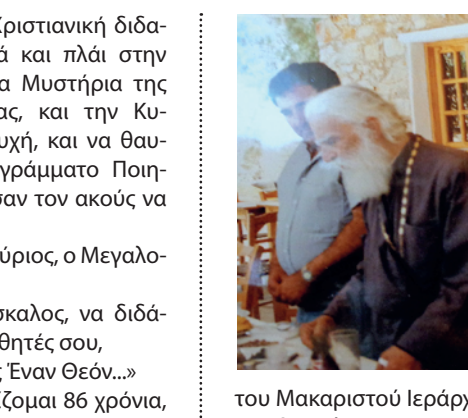 Χριστιανική διδα-
ά και πλάι στην
α Μυστήρια της
ας, και την Κυ-
υχή, και να θαυ-
γράμματο Ποιη-
σαν τον ακούς να
ύριος, ο Μεγαλο-
σκαλος, να διδά-
θητές σου,
Έναν Θεόν...»
ζομαι 86 χρόνια,
του Μακαριστού Ιεράρχ